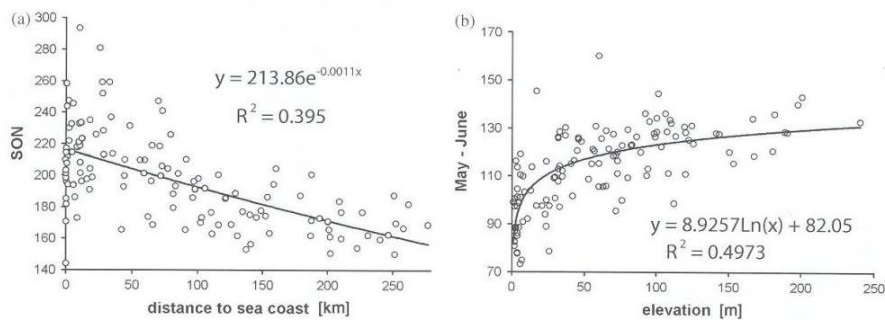 (a)
300
280
260
240
220
200
180
160
140
SON
y = 213.86e^-0.0011x
R² = 0.395
0 50 100 150 200 250
distance to sea coast [km]
(b)
170
150
130
110
90
70
May - June
y = 8.9257Ln(x) + 82.05
R² = 0.4973
0 50 100 150 200 250
elevation [m]